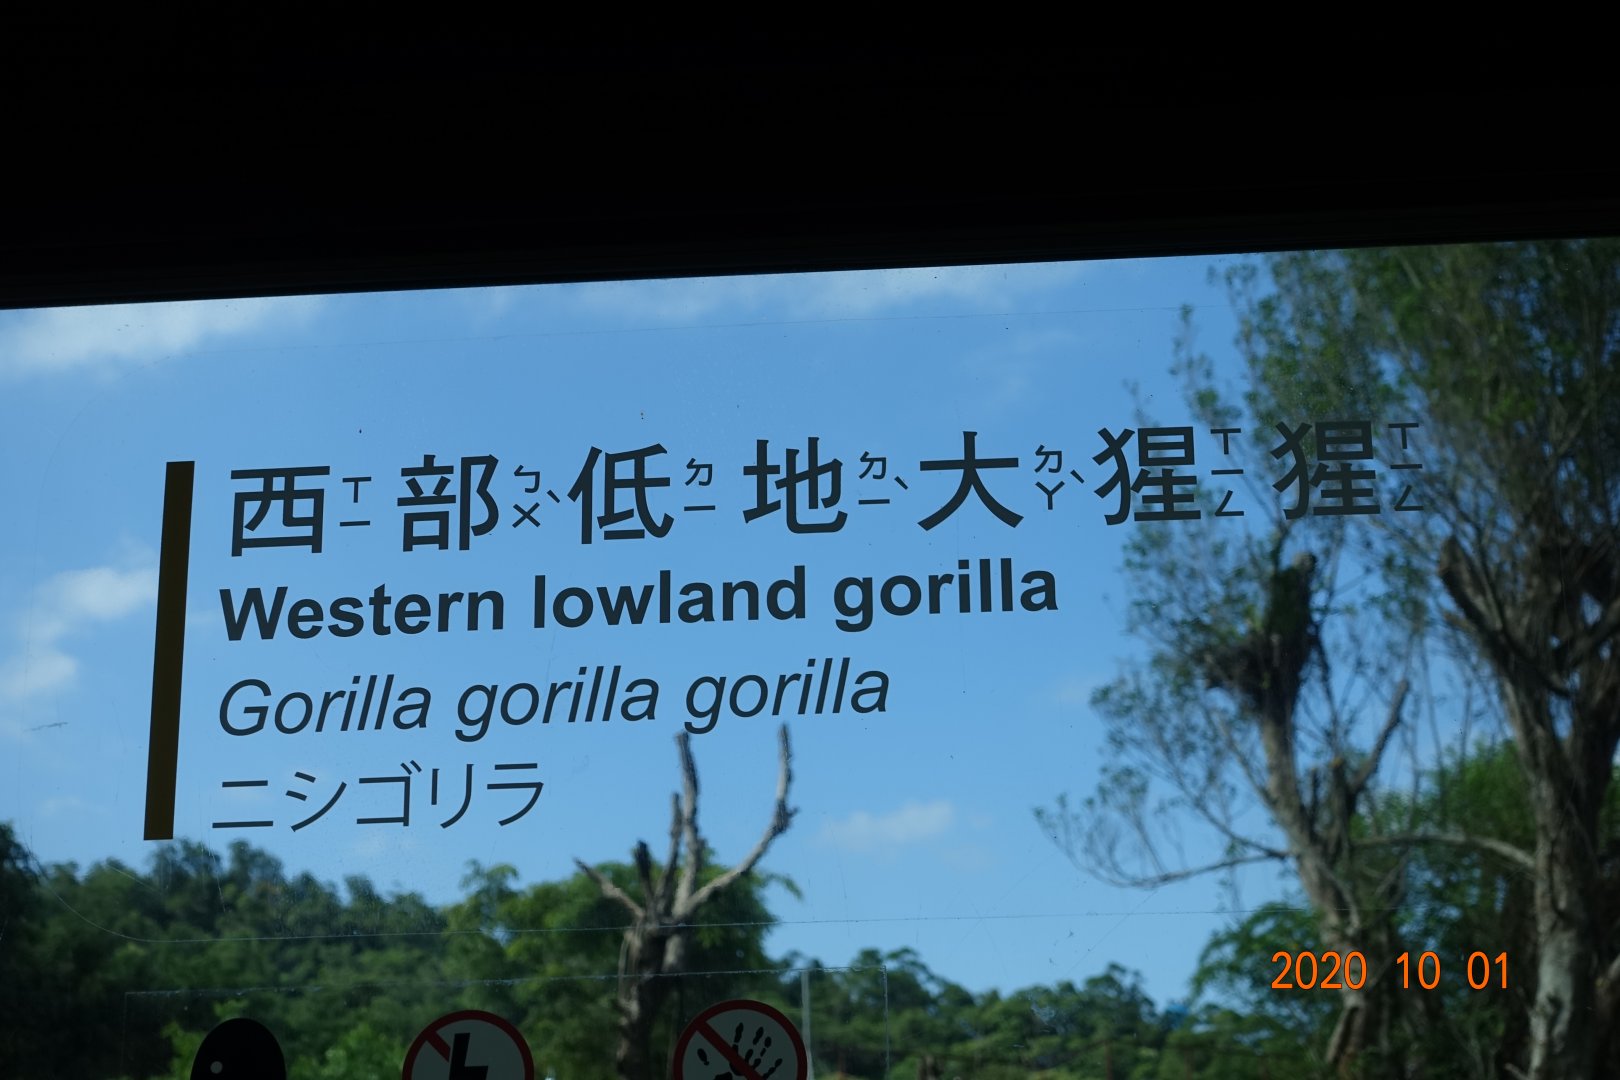 西ㄒㄧ部ㄅㄨˋ低ㄉㄧ地ㄉㄧˋ大ㄉㄚˋ猩ㄒㄧㄥ猩ㄒㄧㄥ
Western lowland gorilla
Gorilla gorilla gorilla
ニシゴリラ
2020 10 01